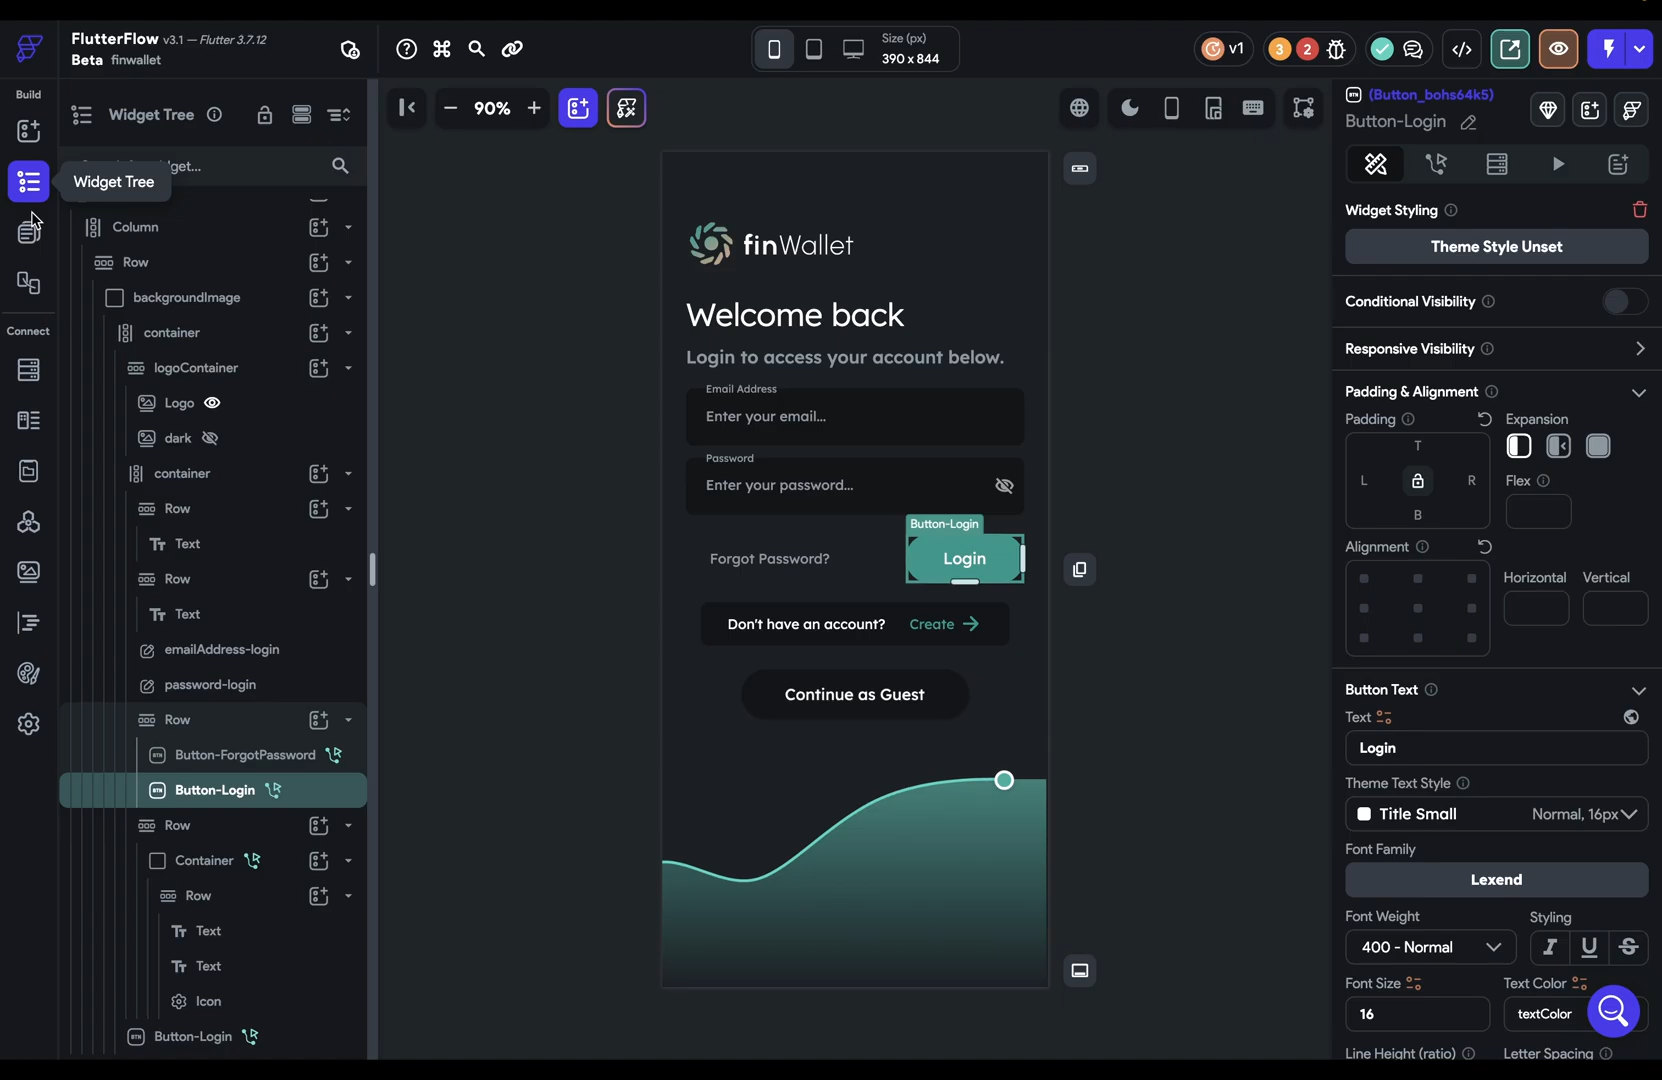 FlutterFlow v3.1 — Flutter 3.7.12
Beta finwallet
Size (px)
390 x 844
v1
3 2
Build
Widget Tree
90%
(Button_bohs64k5)
Button-Login
get...
Widget Tree
Column
Row
backgroundImage
container
logoContainer
Logo
dark
container
Row
Text
Row
Text
emailAddress-login
password-login
Row
Button-ForgotPassword
Button-Login
Row
Container
Row
Text
Text
Icon
Button-Login
Connect
finWallet
Welcome back
Login to access your account below.
Email Address
Enter your email...
Password
Enter your password...
Button-Login
Forgot Password?
Login
Don't have an account? Create
Continue as Guest
Widget Styling
Theme Style Unset
Conditional Visibility
Responsive Visibility
Padding & Alignment
Padding
Expansion
T
L R
B
Flex
Alignment
Horizontal Vertical
Button Text
Text
Login
Theme Text Style
Title Small Normal, 16px
Font Family
Lexend
Font Weight
Styling
400 - Normal
I U S
Font Size
Text Color
16
textColor
Line Height (ratio)
Letter Spacing